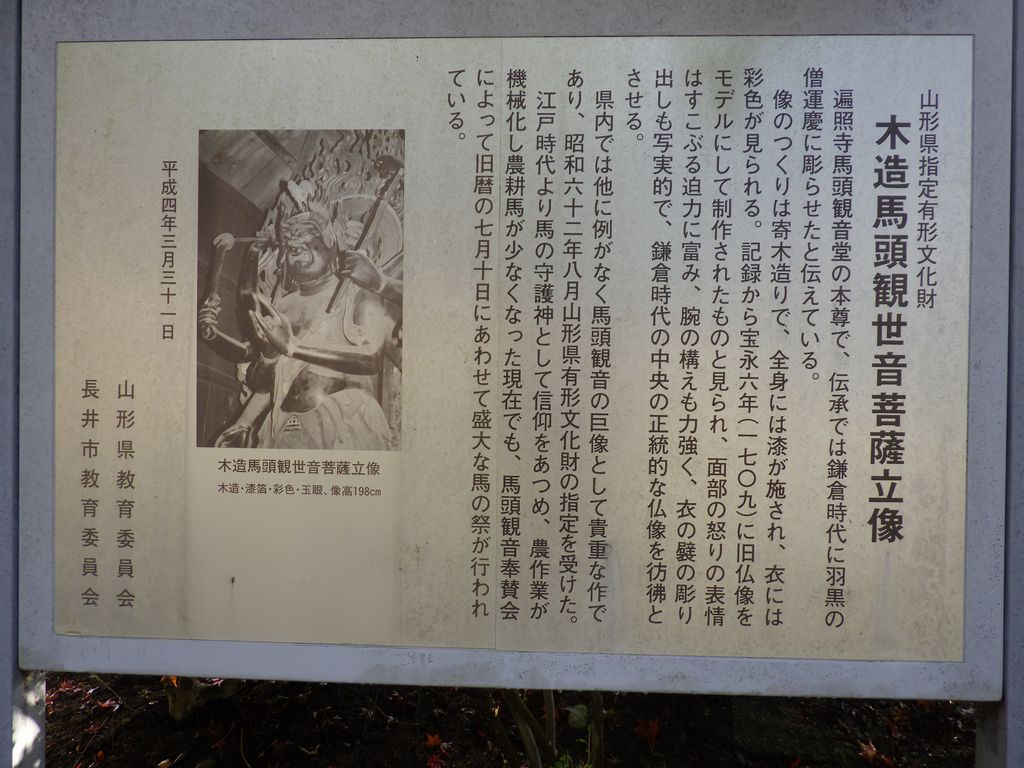 山形県指定有形文化財
木造馬頭観世音菩薩立像
遍照寺馬頭観音堂の本尊で、伝承では鎌倉時代に羽黒の
僧運慶に彫らせたと伝えている。
像のつくりは寄木造りで、全身には漆が施され、衣には
彩色が見られる。記録から宝永六年（一七〇九）に旧仏像を
モデルにして制作されたものと見られ、面部の怒りの表情
はすこぶる迫力に富み、腕の構えも力強く、衣の襞の彫り
出しも写実的で、鎌倉時代の中央の正統的な仏像を彷彿と
させる。
県内では他に例がなく馬頭観音の巨像として貴重な作で
あり、昭和六十二年八月山形県有形文化財の指定を受けた。
江戸時代より馬の守護神として信仰をあつめ、農作業が
機械化し農耕馬が少なくなった現在でも、馬頭観音奉賛会
によって旧暦の七月十日にあわせて盛大な馬の祭が行われ
ている。
木造馬頭観世音菩薩立像
木造・漆箔・彩色・玉眼、像高198cm
平成四年三月三十一日
山形県教育委員会
長井市教育委員会